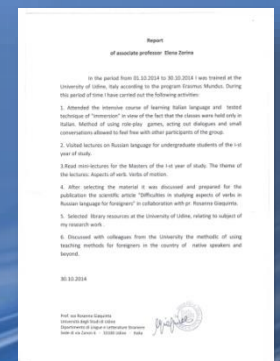 Report
of associate professor Elena Zorina
In the period from 01.10.2014 to 30.10.2014 I was trained at the
University of Udine, Italy according to the program Erasmus Mundus. During
this period of time I have carried out the following activities:
1. Attended the intensive course of learning Italian language and tested
technique of "immersion" in view of the fact that the classes were held only in
Italian. Method of using role-play games, acting out dialogues and small
conversations allowed to feel free with other participants of the group.
2. Visited lectures on Russian language for undergraduate students of the I-st
year of study.
3.Read mini-lectures for the Masters of the I-st year of study. The theme of
the lectures: Aspects of verb. Verbs of motion.
4. After selecting the material it was discussed and prepared for the
publication the scientific article "Difficulties in studying aspects of verbs in
Russian language for foreigners" in collaboration with pr. Rosanna Giaquinta.
5. Selected library resources at the University of Udine, relating to subject of
my research work.
6. Discussed with colleagues from the University the methodic of using
teaching methods for foreigners in the country of native speakers and
beyond.
30.10.2014
Prof. ssa Rosanna Giaquinta
Università degli Studi di Udine
Dipartimento di Lingue e Letterature Straniere
33100 Udine - Italia